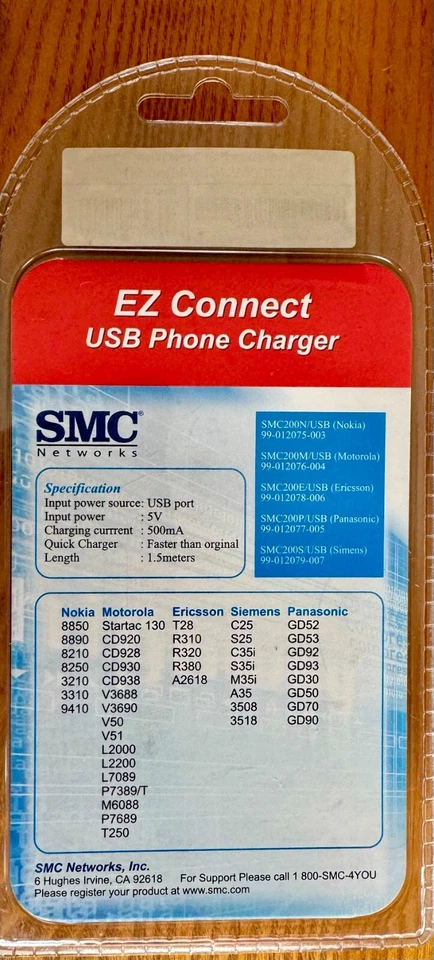 EZ Connect
USB Phone Charger
SMC®
Networks
SMC200N/USB (Nokia)
99-012075-003
SMC200M/USB (Motorola)
99-012076-004
SMC200E/USB (Ericsson)
99-012078-006
SMC200P/USB (Panasonic)
99-012077-005
SMC200S/USB (Simens)
99-012079-007
Specification
Input power source: USB port
Input power : 5V
Charging currrent : 500mA
Quick Charger : Faster than orginal
Length : 1.5meters
Nokia Motorola Ericsson Siemens Panasonic
8850 Startac 130 T28 C25 GD52
8890 CD920 R310 S25 GD53
8210 CD928 R320 C35i GD92
8250 CD930 R380 S35i GD93
3210 CD938 A2618 M35i GD30
3310 V3688 A35 GD50
9410 V3690 3508 GD70
V50 3518 GD90
V51
L2000
L2200
L7089
P7389/T
M6088
P7689
T250
SMC Networks, Inc.
6 Hughes Irvine, CA 92618 For Support Please call 1 800-SMC-4YOU
Please register your product at www.smc.com